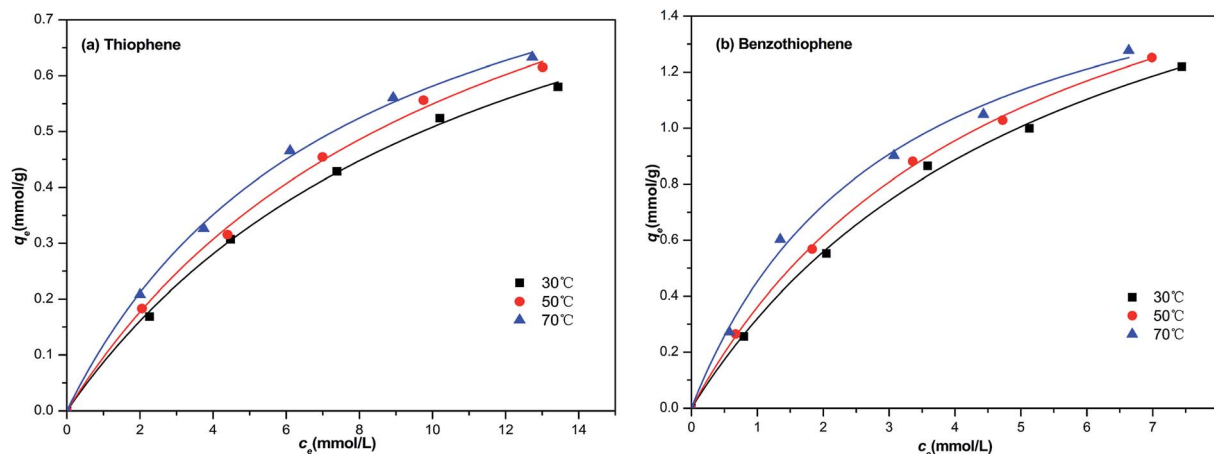 (a) Thiophene
0.7
0.6
0.5
0.4
0.3
0.2
0.1
0.0
qe(mmol/g)
30℃
50℃
70℃
0 2 4 6 8 10 12 14
ce(mmol/L)
(b) Benzothiophene
1.4
1.2
1.0
0.8
0.6
0.4
0.2
0.0
qe(mmol/g)
30℃
50℃
70℃
0 1 2 3 4 5 6 7
ce(mmol/L)